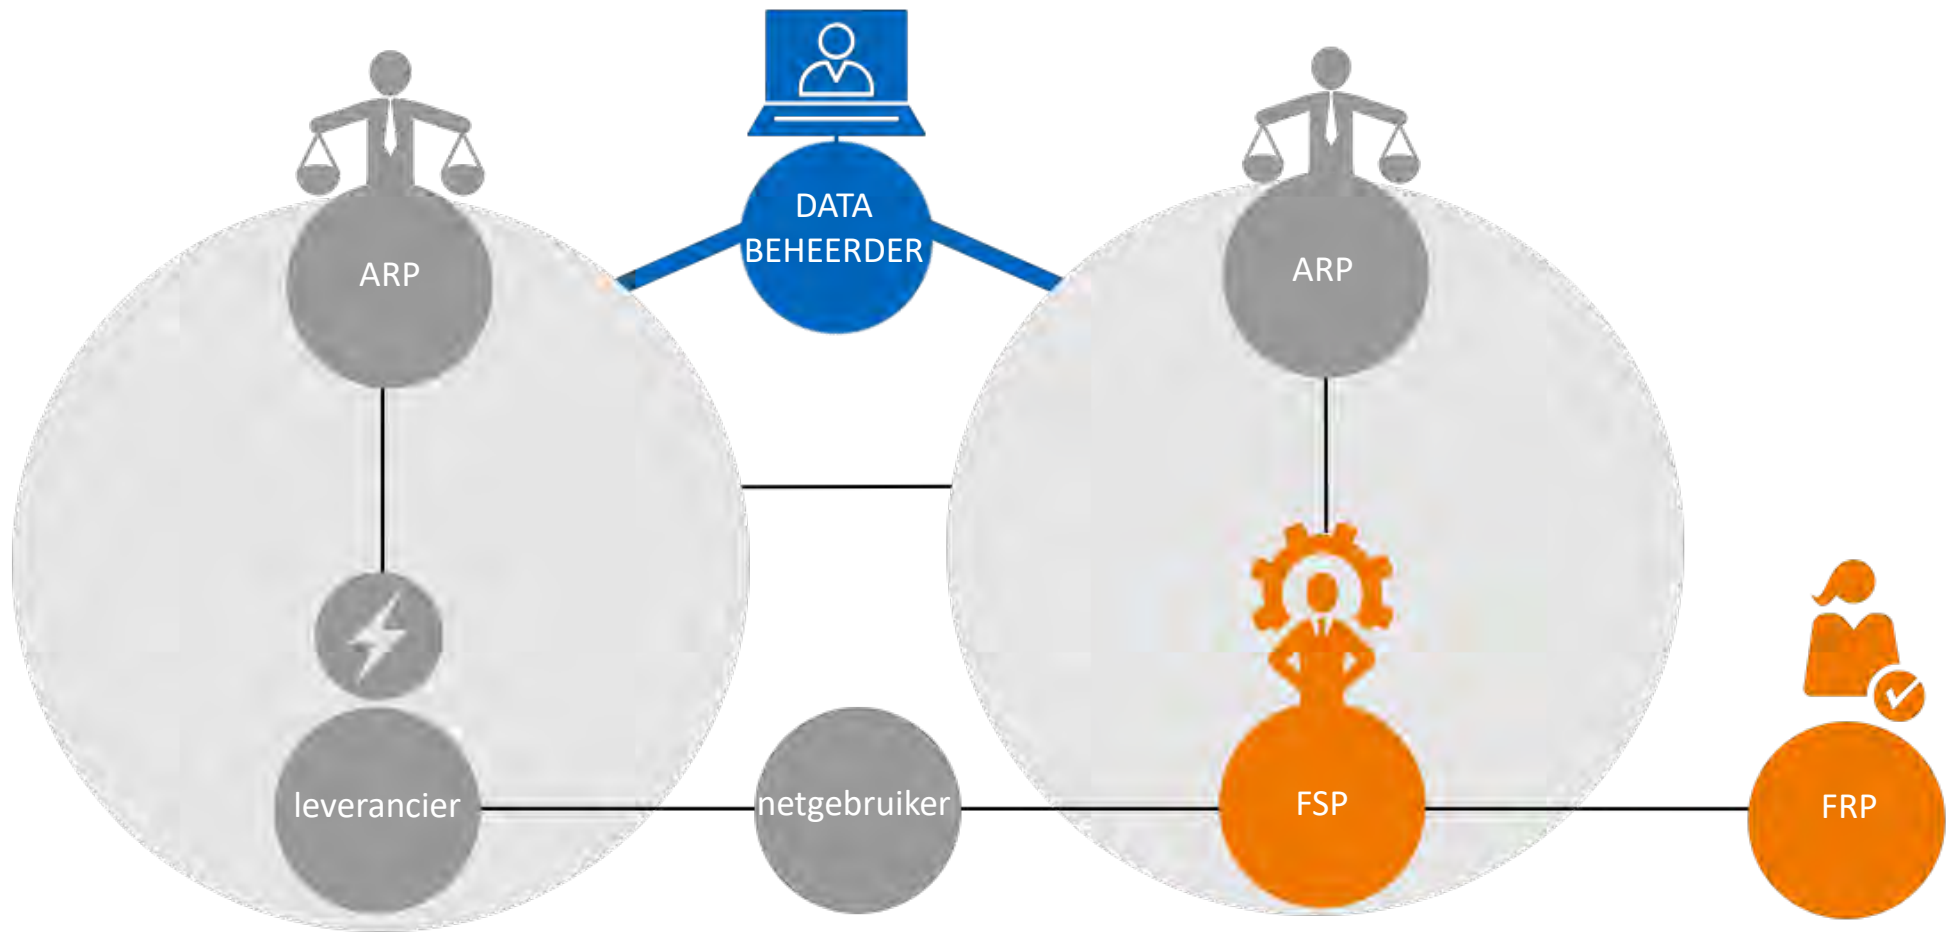 DATA
BEHEERDER
ARP
ARP
leverancier
netgebruiker
FSP
FRP